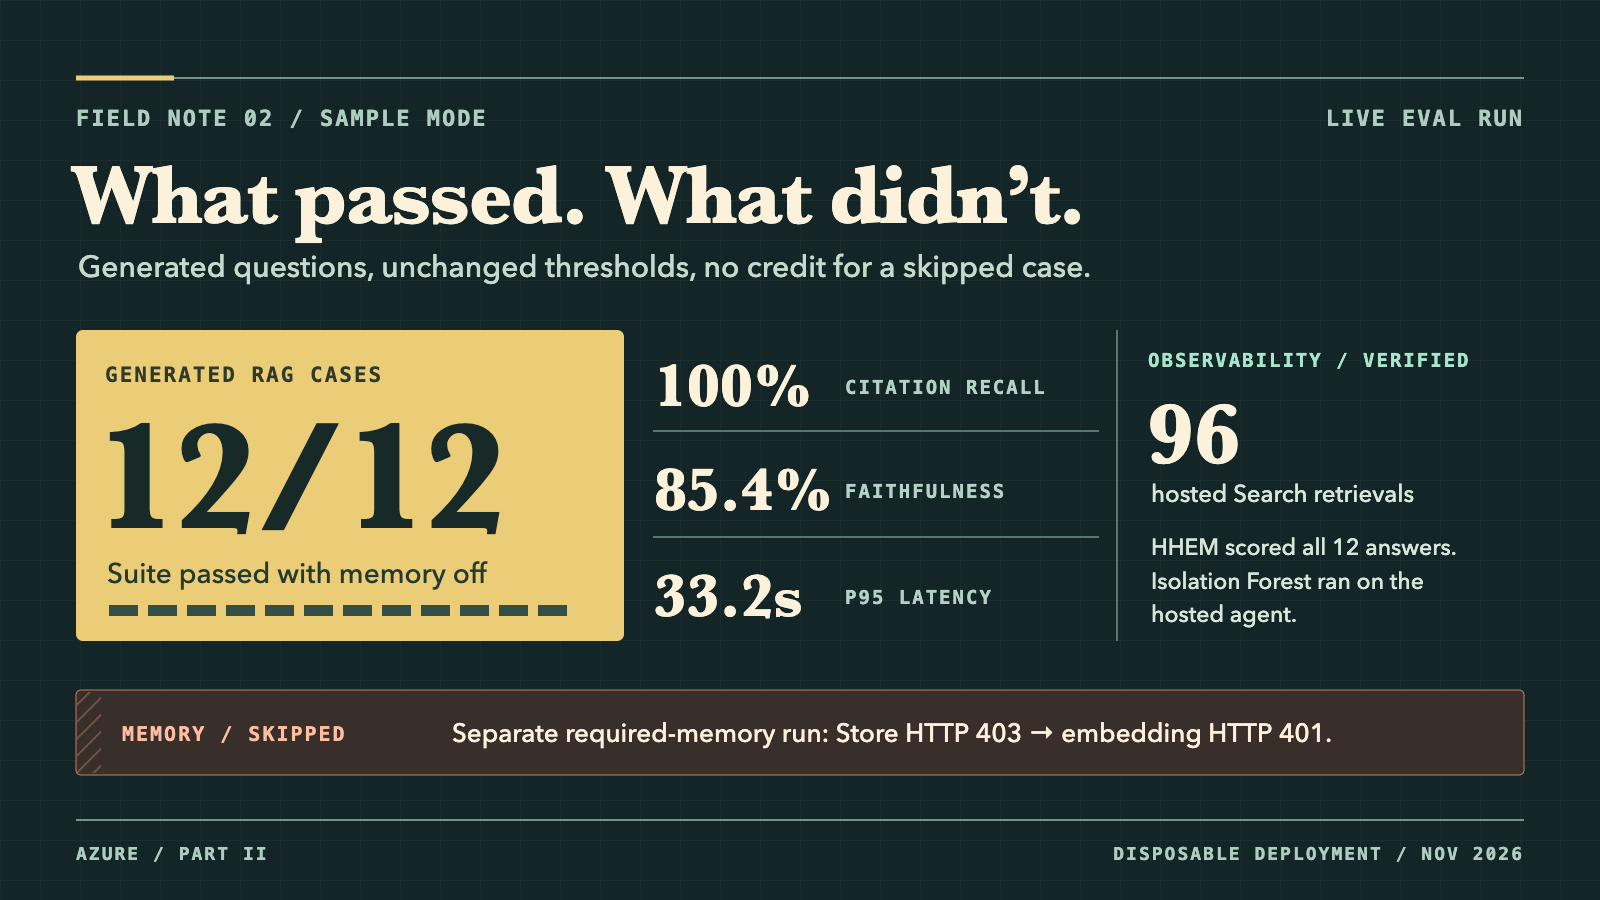 FIELD NOTE 02 / SAMPLE MODE
LIVE EVAL RUN
What passed. What didn’t.
Generated questions, unchanged thresholds, no credit for a skipped case.
GENERATED RAG CASES
12/12
Suite passed with memory off
100% CITATION RECALL
85.4% FAITHFULNESS
33.2s P95 LATENCY
OBSERVABILITY / VERIFIED
96
hosted Search retrievals
HHEM scored all 12 answers.
Isolation Forest ran on the
hosted agent.
MEMORY / SKIPPED
Separate required-memory run: Store HTTP 403 → embedding HTTP 401.
AZURE / PART II
DISPOSABLE DEPLOYMENT / NOV 2026